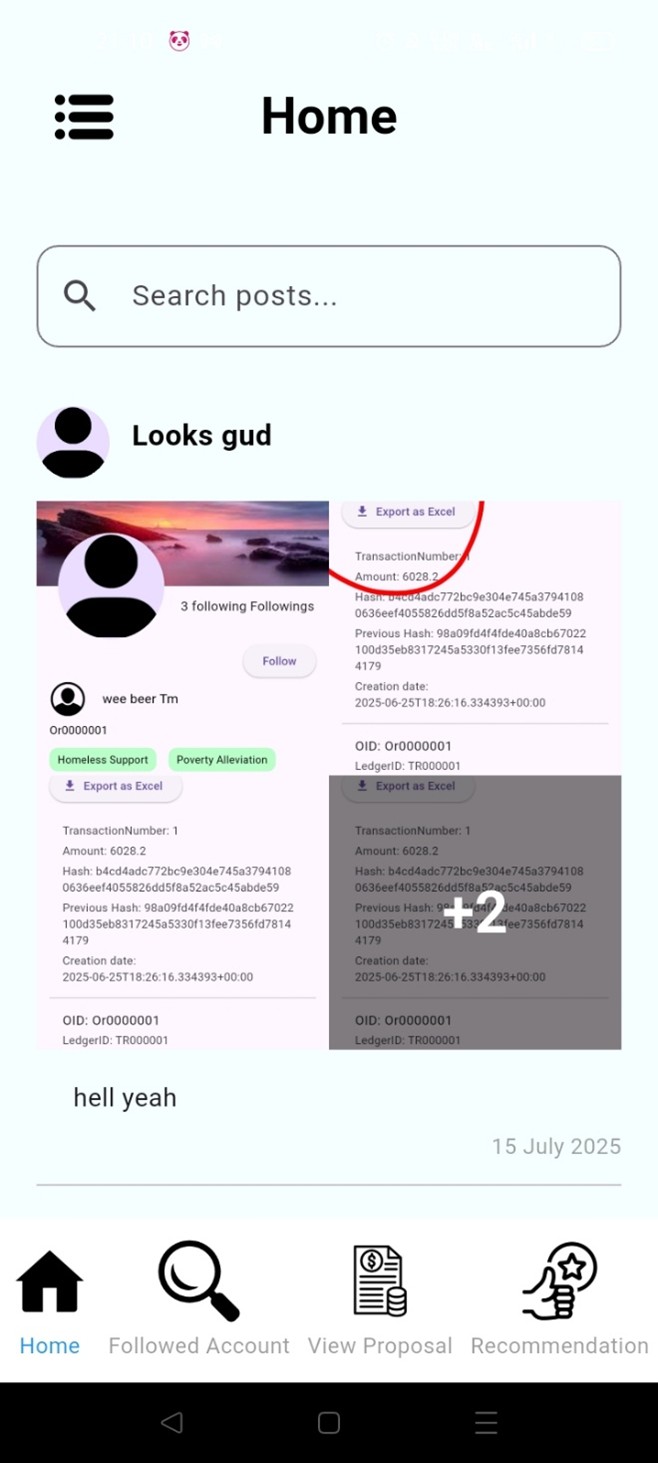 Home
Search posts...
Looks gud
3 following Followings
Follow
wee beer Tm
Or0000001
Homeless Support
Poverty Alleviation
Export as Excel
TransactionNumber: 1
Amount: 6028.2
Hash: b4cd4adc772bc9e304e745a3794108
0636eef4055826dd5f8a52ac5c45abde59
Previous Hash: 98a09fd4f4fde40a8cb67022
100d35eb8317245a5330f13fee7356fd7814
4179
Creation date:
2025-06-25T18:26:16.334393+00:00
OID: Or0000001
LedgerID: TR000001
Export as Excel
TransactionNumber: 1
Amount: 6028.2
Hash: b4cd4adc772bc9e304e745a3794108
0636eef4055826dd5f8a52ac5c45abde59
Previous Hash: 98a09fd4f4fde40a8cb67022
100d35eb8317245a5330f13fee7356fd7814
4179
Creation date:
2025-06-25T18:26:16.334393+00:00
OID: Or0000001
LedgerID: TR000001
Export as Excel
TransactionNumber: 1
Amount: 6028.2
Hash: b4cd4adc772bc9e304e745a3794108
0636eef4055826dd5f8a52ac5c45abde59
Previous Hash:
100d35eb8317245a5330f13fee7356fd7814
4179
Creation date:
2025-06-25T18:26:16.334393+00:00
OID: Or0000001
LedgerID: TR000001
+2
hell yeah
15 July 2025
Home
Followed Account
View Proposal
Recommendation